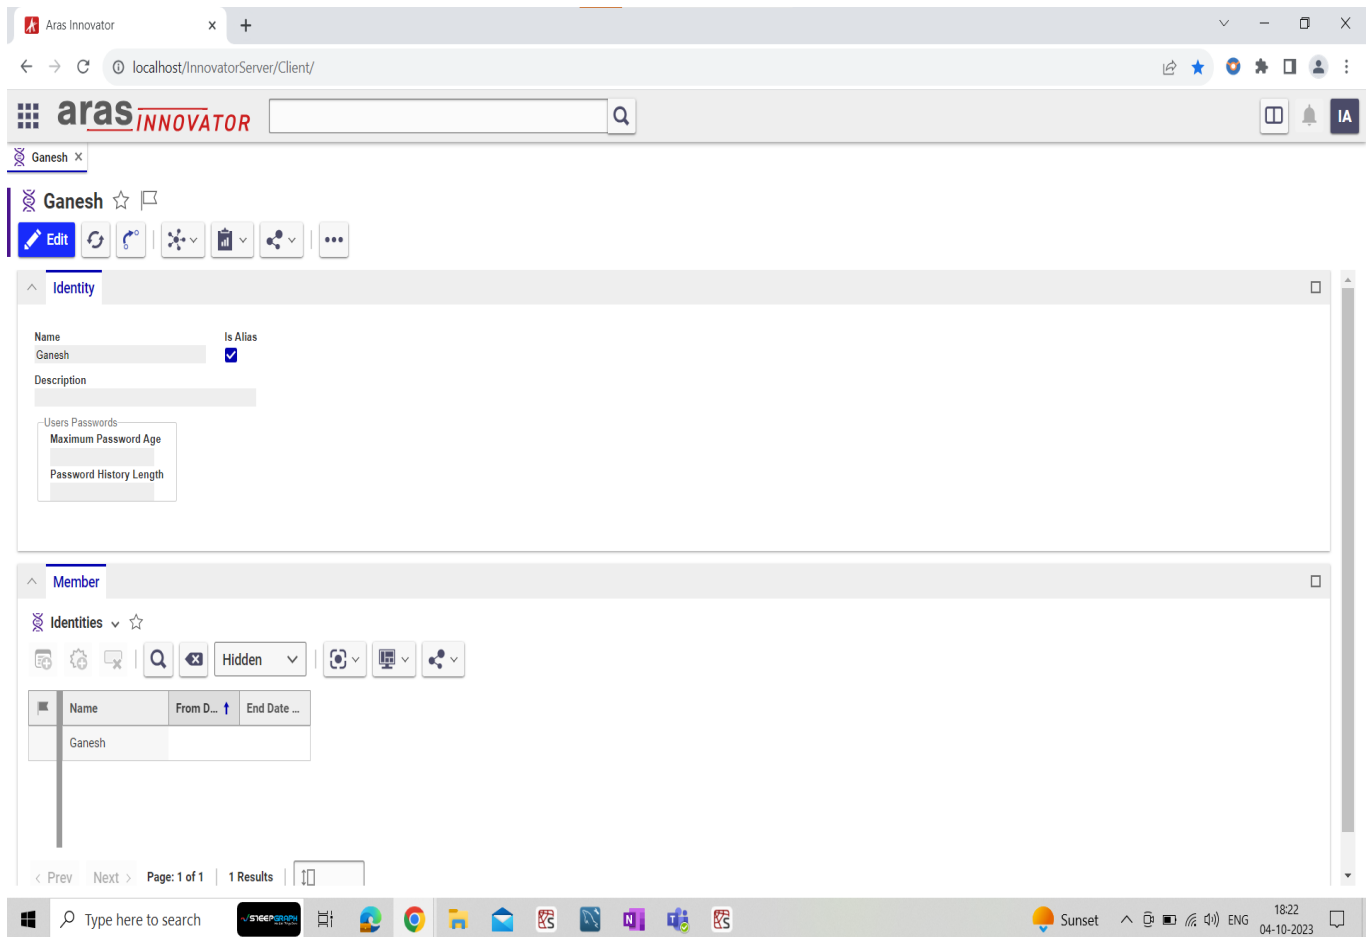 Aras Innovator
localhost/InnovatorServer/Client/
aras INNOVATOR
IA
Ganesh
Ganesh
Edit
Identity
Name
Is Alias
Ganesh
Description
Users Passwords
Maximum Password Age
Password History Length
Member
Identities
Hidden
Name From D... End Date ...
Ganesh
< Prev Next > Page: 1 of 1 1 Results
Type here to search
Sunset
ENG
18:22
04-10-2023